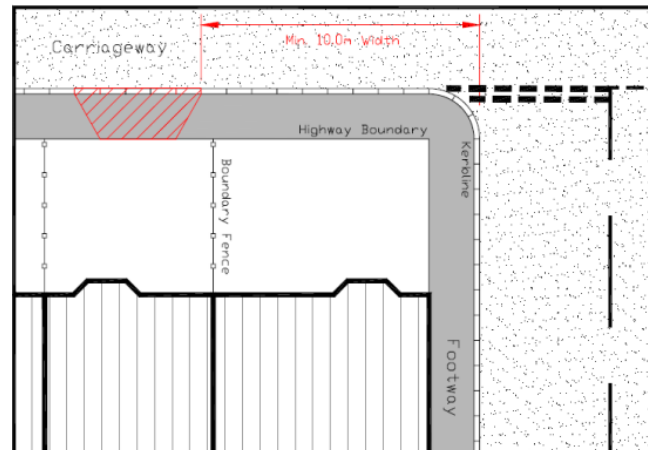 Carriageway
Min. 10.0m width
Highway Boundary
Kerbline
Boundary Fence
Footway